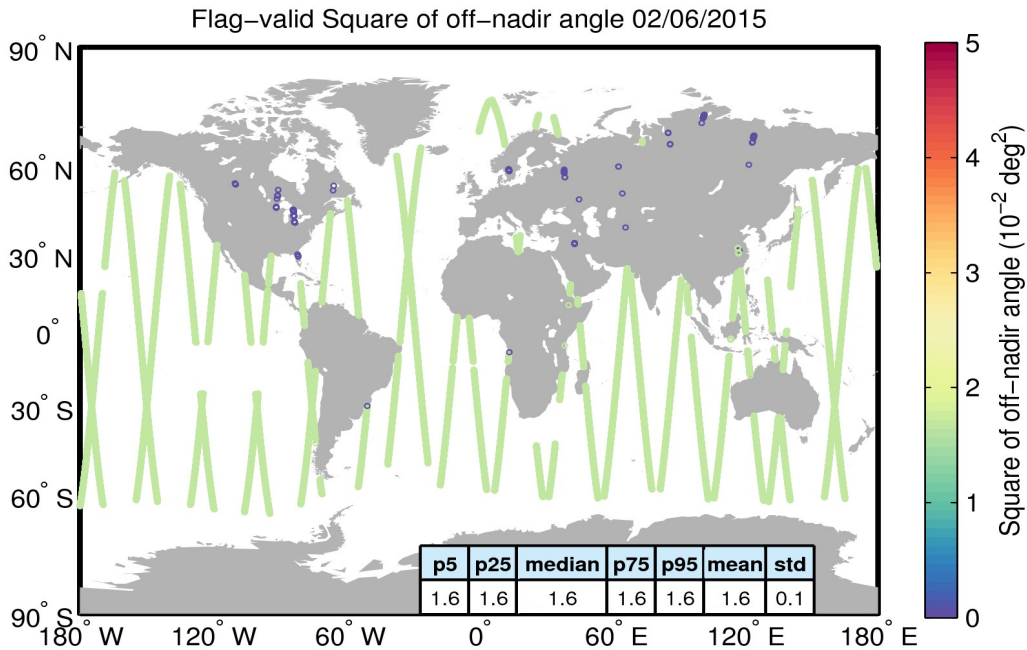 Flag−valid Square of off−nadir angle 02/06/2015
90° N
60° N
30° N
0°
30° S
60° S
90° S
180° W 120° W 60° W 0° 60° E 120° E 180° E
p5 p25 median p75 p95 mean std
1.6 1.6 1.6 1.6 1.6 1.6 0.1
5
4
3
2
1
0
Square of off−nadir angle (10⁻² deg²)